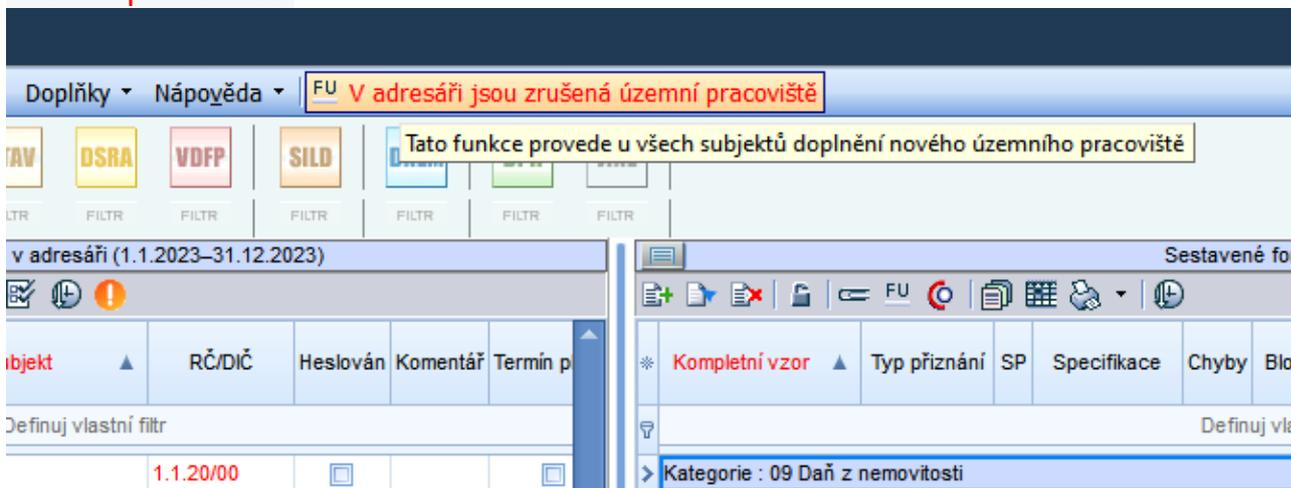 Doplňky Nápověda FU V adresáři jsou zrušená územní pracoviště
Tato funkce provede u všech subjektů doplnění nového územního pracoviště
DSRA VDFP SILD
FILTR FILTR FILTR FILTR FILTR FILTR
v adresáři (1.1.2023–31.12.2023)
Sestavené fo
FU
RČ/DIČ Heslován Komentář Termín p
Kompletní vzor Typ přiznání SP Specifikace Chyby Blo
Definuj vlastní filtr
Definuj vla
1.1.20/00
Kategorie : 09 Daň z nemovitosti